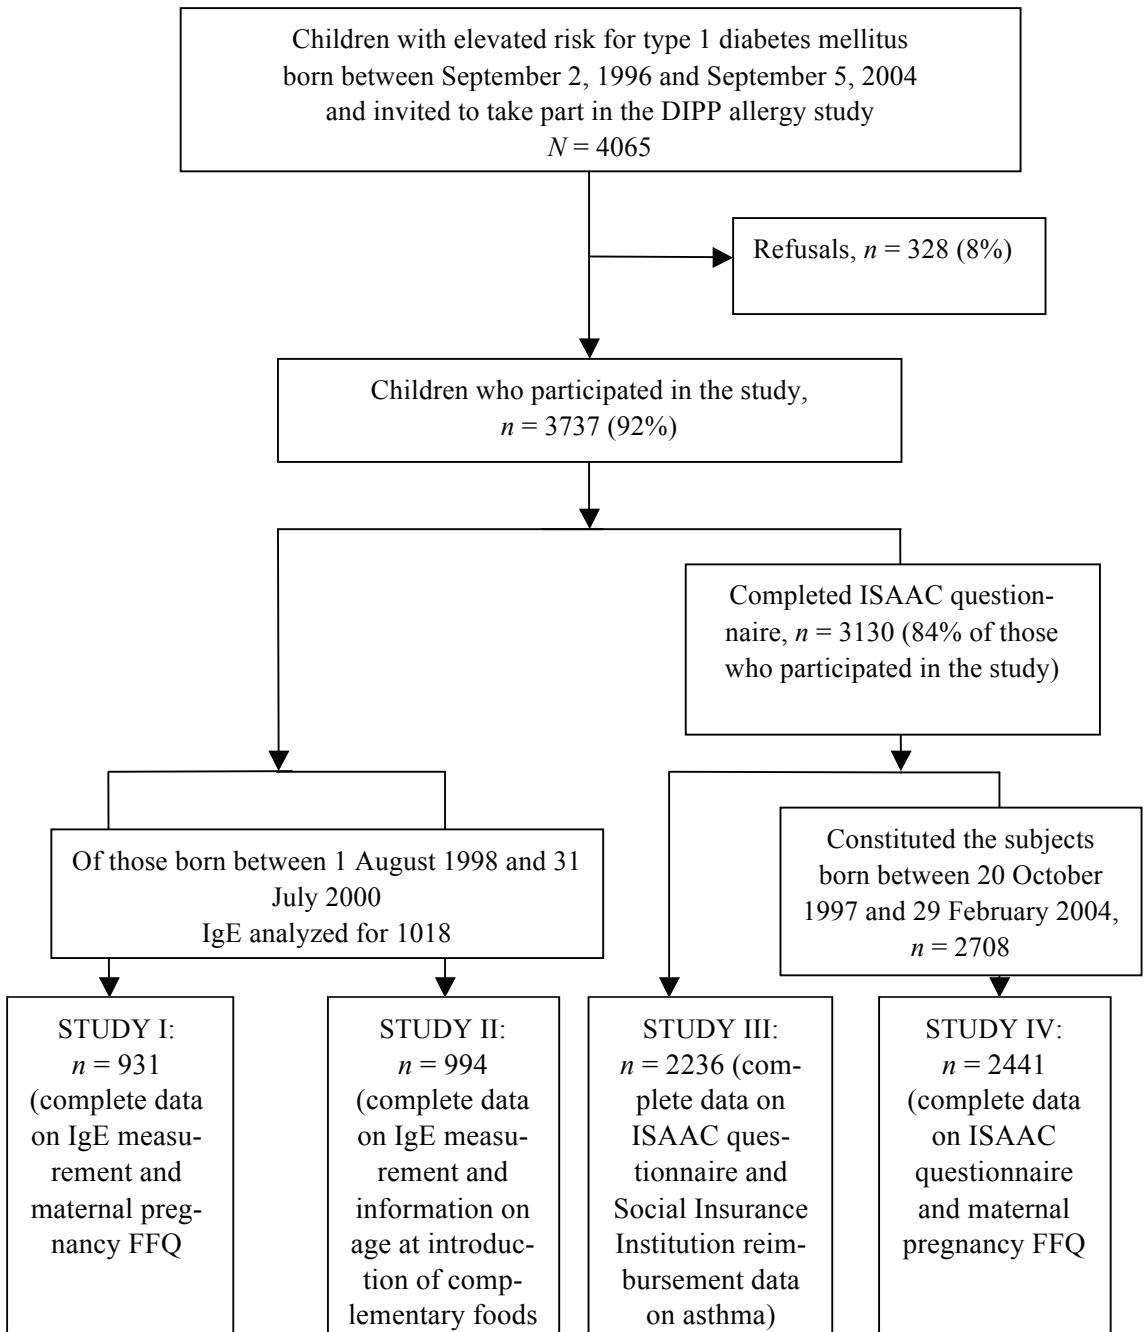 Children with elevated risk for type 1 diabetes mellitus
born between September 2, 1996 and September 5, 2004
and invited to take part in the DIPP allergy study
N = 4065
Refusals, n = 328 (8%)
Children who participated in the study,
n = 3737 (92%)
Completed ISAAC question-
naire, n = 3130 (84% of those
who participated in the study)
Of those born between 1 August 1998 and 31
July 2000
IgE analyzed for 1018
Constituted the subjects
born between 20 October
1997 and 29 February 2004,
n = 2708
STUDY I:
n = 931
(complete data
on IgE measu-
rement and
maternal preg-
nancy FFQ
STUDY II:
n = 994
(complete data
on IgE measu-
rement and
information on
age at introduc-
tion of comp-
lementary foods
STUDY III:
n = 2236 (com-
plete data on
ISAAC ques-
tionnaire and
Social Insurance
Institution reim-
bursement data
on asthma)
STUDY IV:
n = 2441
(complete data
on ISAAC
questionnaire
and maternal
pregnancy FFQ